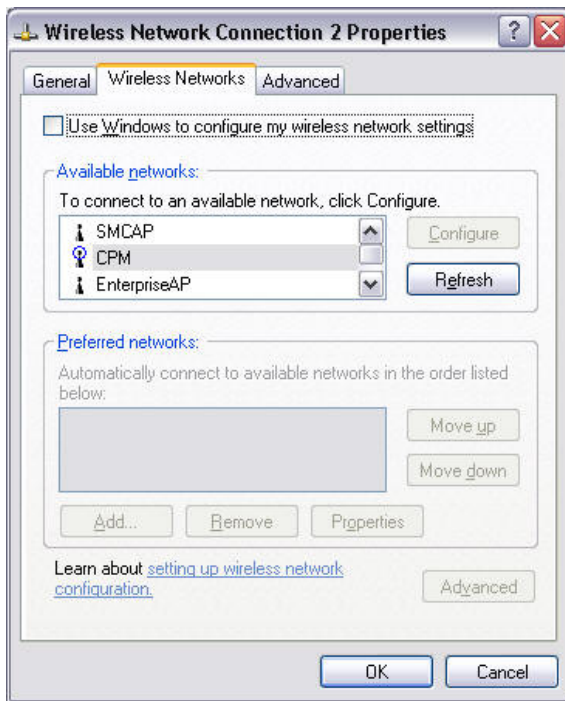 Wireless Network Connection 2 Properties
General Wireless Networks Advanced
Use Windows to configure my wireless network settings
Available networks:
To connect to an available network, click Configure.
SMCAP
CPM
EnterpriseAP
Configure
Refresh
Preferred networks:
Automatically connect to available networks in the order listed
below:
Move up
Move down
Add... Remove Properties
Learn about setting up wireless network
configuration.
Advanced
OK Cancel